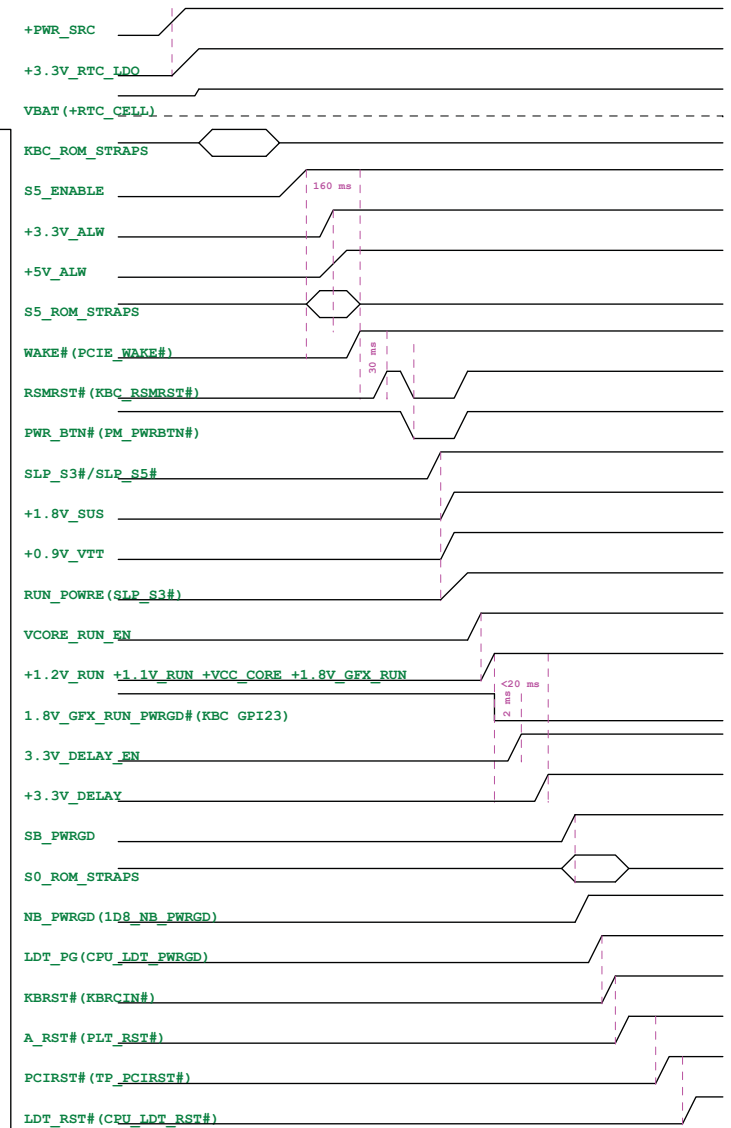 +PWR_SRC
+3.3V_RTC_LDO
VBAT(+RTC_CELL)
KBC_ROM_STRAPS
S5_ENABLE
160 ms
+3.3V_ALW
+5V_ALW
S5_ROM_STRAPS
WAKE#(PCIE_WAKE#)
30 ms
RSMRST#(KBC_RSMRST#)
PWR_BTN#(PM_PWRBTN#)
SLP_S3#/SLP_S5#
+1.8V_SUS
+0.9V_VTT
RUN_POWRE(SLP_S3#)
VCORE_RUN_EN
+1.2V_RUN +1.1V_RUN +VCC_CORE +1.8V_GFX_RUN
<20 ms
2 ms
1.8V_GFX_RUN_PWRGD#(KBC GPI23)
3.3V_DELAY_EN
+3.3V_DELAY
SB_PWRGD
S0_ROM_STRAPS
NB_PWRGD(1D8_NB_PWRGD)
LDT_PG(CPU_LDT_PWRGD)
KBRST#(KBRCIN#)
A_RST#(PLT_RST#)
PCIRST#(TP_PCIRST#)
LDT_RST#(CPU_LDT_RST#)